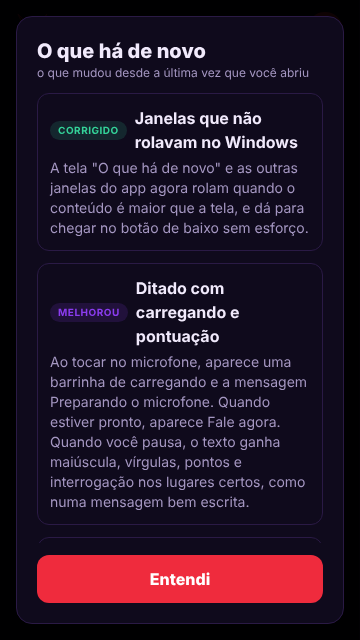 O que há de novo
o que mudou desde a última vez que você abriu
CORRIGIDO
Janelas que não
rolavam no Windows
A tela "O que há de novo" e as outras
janelas do app agora rolam quando o
conteúdo é maior que a tela, e dá para
chegar no botão de baixo sem esforço.
MELHOROU
Ditado com
carregando e
pontuação
Ao tocar no microfone, aparece uma
barrinha de carregando e a mensagem
Preparando o microfone. Quando
estiver pronto, aparece Fale agora.
Quando você pausa, o texto ganha
maiúscula, vírgulas, pontos e
interrogação nos lugares certos, como
numa mensagem bem escrita.
Entendi